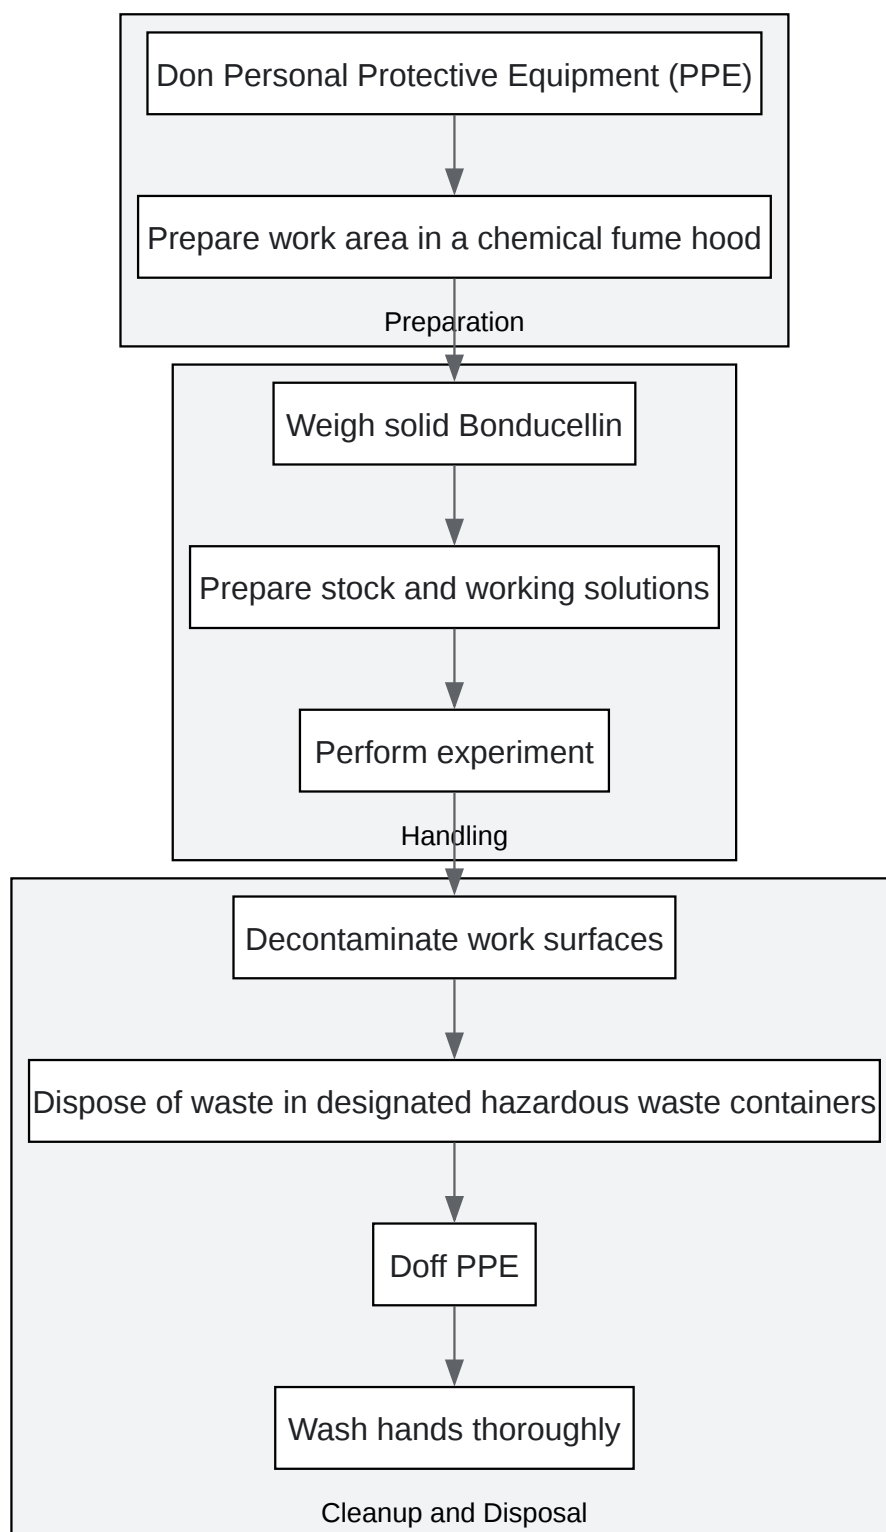 Don Personal Protective Equipment (PPE)
Prepare work area in a chemical fume hood
Preparation
Weigh solid Bonducellin
Prepare stock and working solutions
Perform experiment
Handling
Decontaminate work surfaces
Dispose of waste in designated hazardous waste containers
Doff PPE
Wash hands thoroughly
Cleanup and Disposal